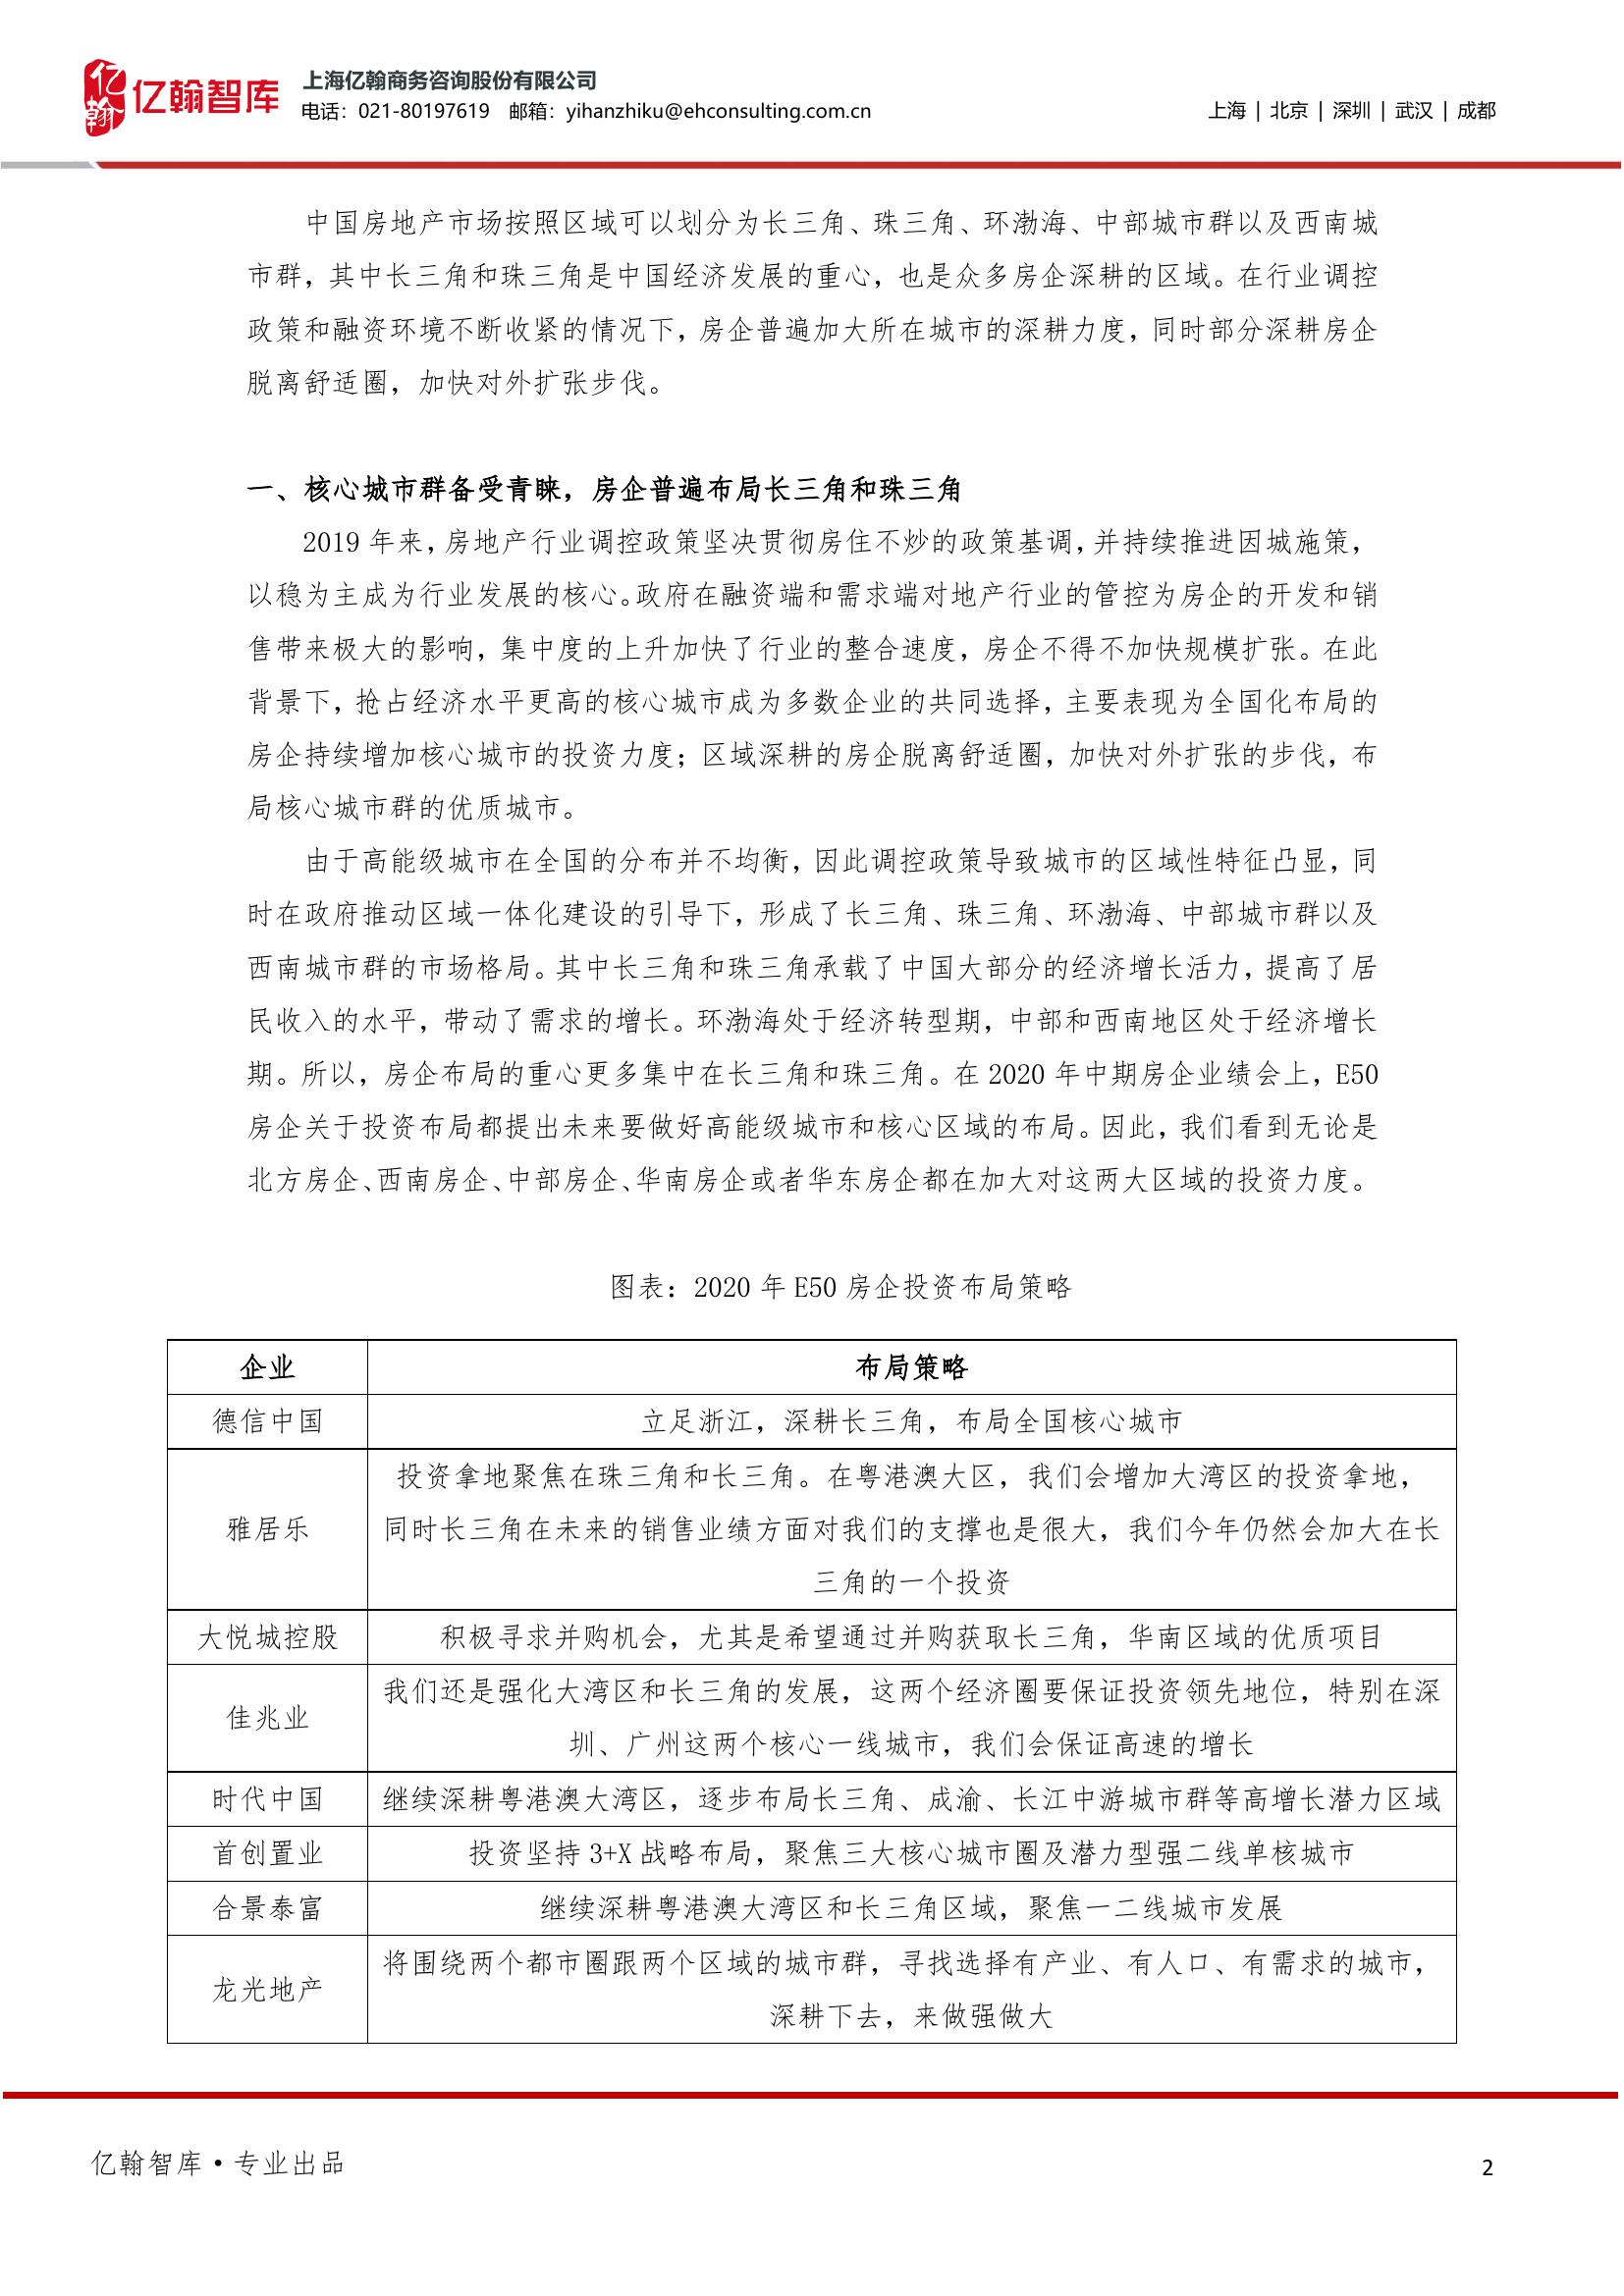 亿翰
亿翰智库
上海亿翰商务咨询股份有限公司
电话：021-80197619 邮箱：yihanzhiku@ehconsulting.com.cn
上海 | 北京 | 深圳 | 武汉 | 成都
中国房地产市场按照区域可以划分为长三角、珠三角、环渤海、中部城市群以及西南城
市群，其中长三角和珠三角是中国经济发展的重心，也是众多房企深耕的区域。在行业调控
政策和融资环境不断收紧的情况下，房企普遍加大所在城市的深耕力度，同时部分深耕房企
脱离舒适圈，加快对外扩张步伐。
一、核心城市群备受青睐，房企普遍布局长三角和珠三角
2019 年来，房地产行业调控政策坚决贯彻房住不炒的政策基调，并持续推进因城施策，
以稳为主成为行业发展的核心。政府在融资端和需求端对地产行业的管控为房企的开发和销
售带来极大的影响，集中度的上升加快了行业的整合速度，房企不得不加快规模扩张。在此
背景下，抢占经济水平更高的核心城市成为多数企业的共同选择，主要表现为全国化布局的
房企持续增加核心城市的投资力度；区域深耕的房企脱离舒适圈，加快对外扩张的步伐，布
局核心城市群的优质城市。
由于高能级城市在全国的分布并不均衡，因此调控政策导致城市的区域性特征凸显，同
时在政府推动区域一体化建设的引导下，形成了长三角、珠三角、环渤海、中部城市群以及
西南城市群的市场格局。其中长三角和珠三角承载了中国大部分的经济增长活力，提高了居
民收入的水平，带动了需求的增长。环渤海处于经济转型期，中部和西南地区处于经济增长
期。所以，房企布局的重心更多集中在长三角和珠三角。在 2020 年中期房企业绩会上，E50
房企关于投资布局都提出未来要做好高能级城市和核心区域的布局。因此，我们看到无论是
北方房企、西南房企、中部房企、华南房企或者华东房企都在加大对这两大区域的投资力度。
图表：2020 年 E50 房企投资布局策略
企业 布局策略
德信中国 立足浙江，深耕长三角，布局全国核心城市
雅居乐 投资拿地聚焦在珠三角和长三角。在粤港澳大区，我们会增加大湾区的投资拿地，
同时长三角在未来的销售业绩方面对我们的支撑也是很大，我们今年仍然会加大在长
三角的一个投资
大悦城控股 积极寻求并购机会，尤其是希望通过并购获取长三角，华南区域的优质项目
佳兆业 我们还是强化大湾区和长三角的发展，这两个经济圈要保证投资领先地位，特别在深
圳、广州这两个核心一线城市，我们会保证高速的增长
时代中国 继续深耕粤港澳大湾区，逐步布局长三角、成渝、长江中游城市群等高增长潜力区域
首创置业 投资坚持 3+X 战略布局，聚焦三大核心城市圈及潜力型强二线单核城市
合景泰富 继续深耕粤港澳大湾区和长三角区域，聚焦一二线城市发展
龙光地产 将围绕两个都市圈跟两个区域的城市群，寻找选择有产业、有人口、有需求的城市，
深耕下去，来做强做大
亿翰智库•专业出品
2